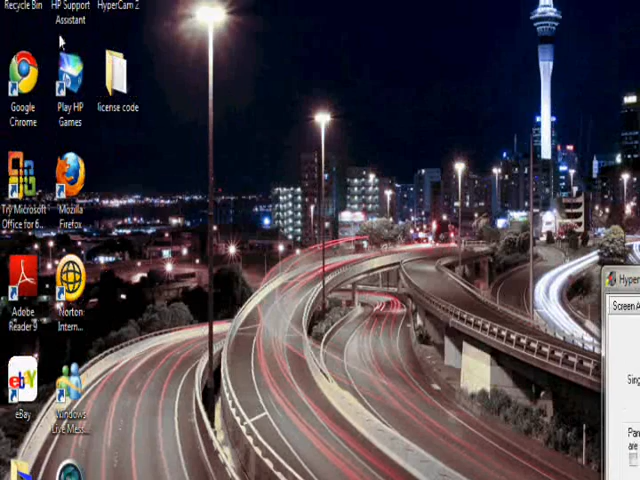 Recycle Bin
HP Support
Assistant
HyperCam 2
Google
Chrome
Play HP
Games
license code
Try Microsoft
Office for 6...
Mozilla
Firefox
Adobe
Reader 9
Norton
Intern...
eBay
Windows
Live Mess...
Hyper
Screen A
Sing
Pan
are